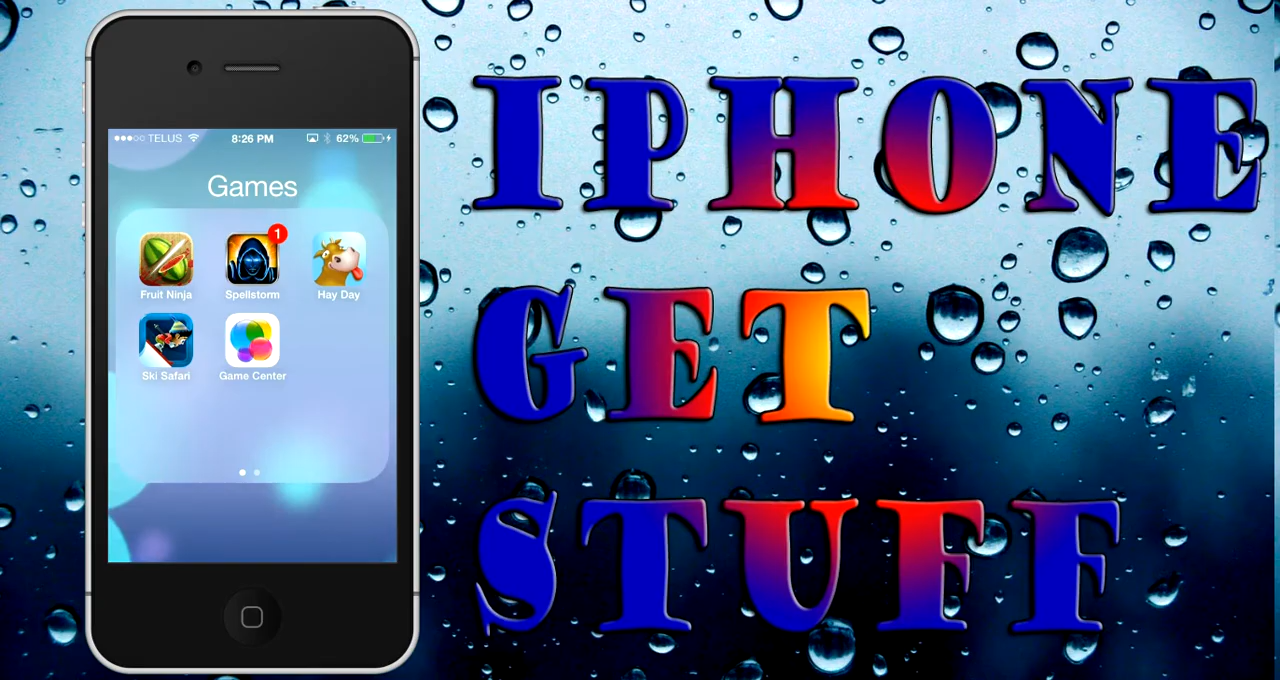 TELUS 8:26 PM 62%
Games
1
Fruit Ninja Spellstorm Hay Day
Ski Safari Game Center
IPHONE
GET
STUFF